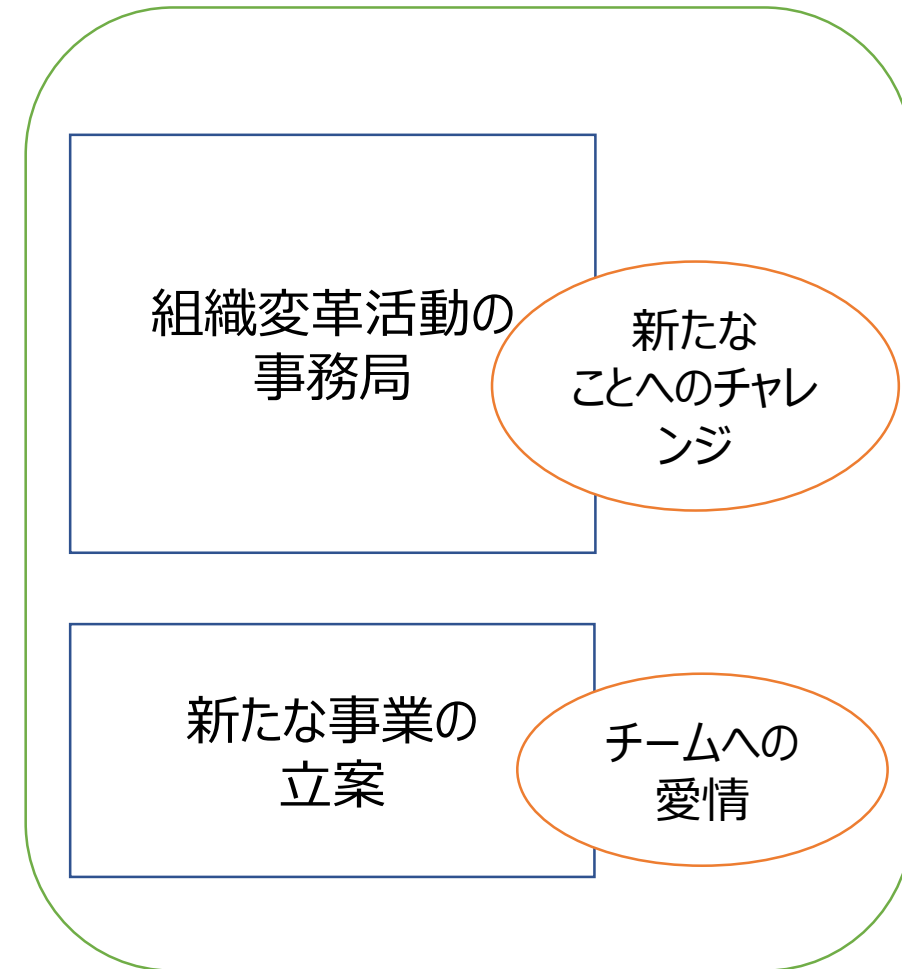 組織変革活動の
事務局
新たな
ことへのチャレ
ンジ
新たな事業の
立案
チームへの
愛情